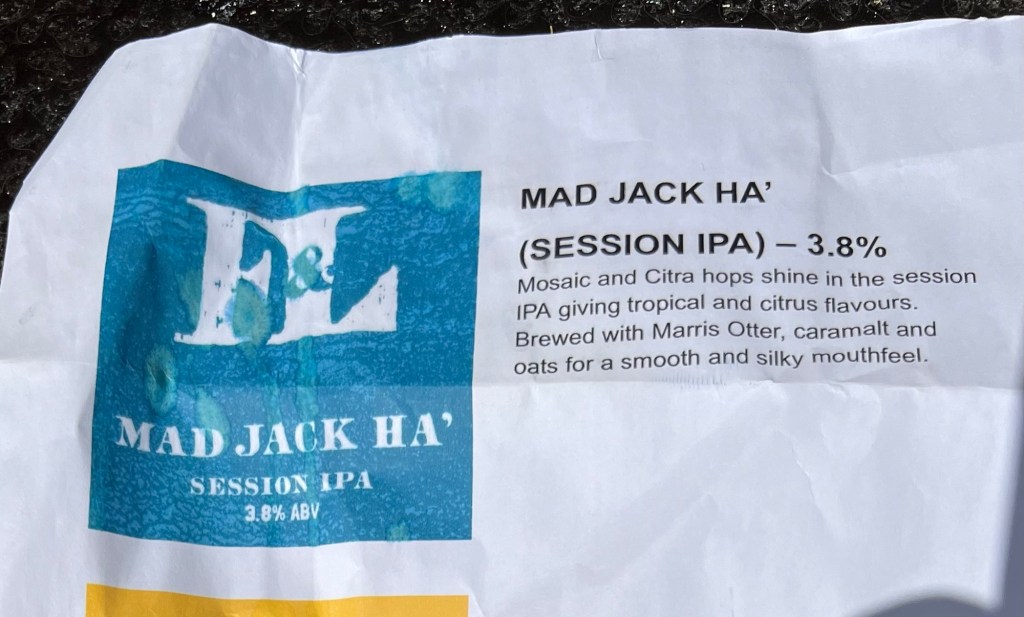 F&L
MAD JACK HA'
SESSION IPA
3.8% ABV
MAD JACK HA’
(SESSION IPA) – 3.8%
Mosaic and Citra hops shine in the session
IPA giving tropical and citrus flavours.
Brewed with Marris Otter, caramalt and
oats for a smooth and silky mouthfeel.